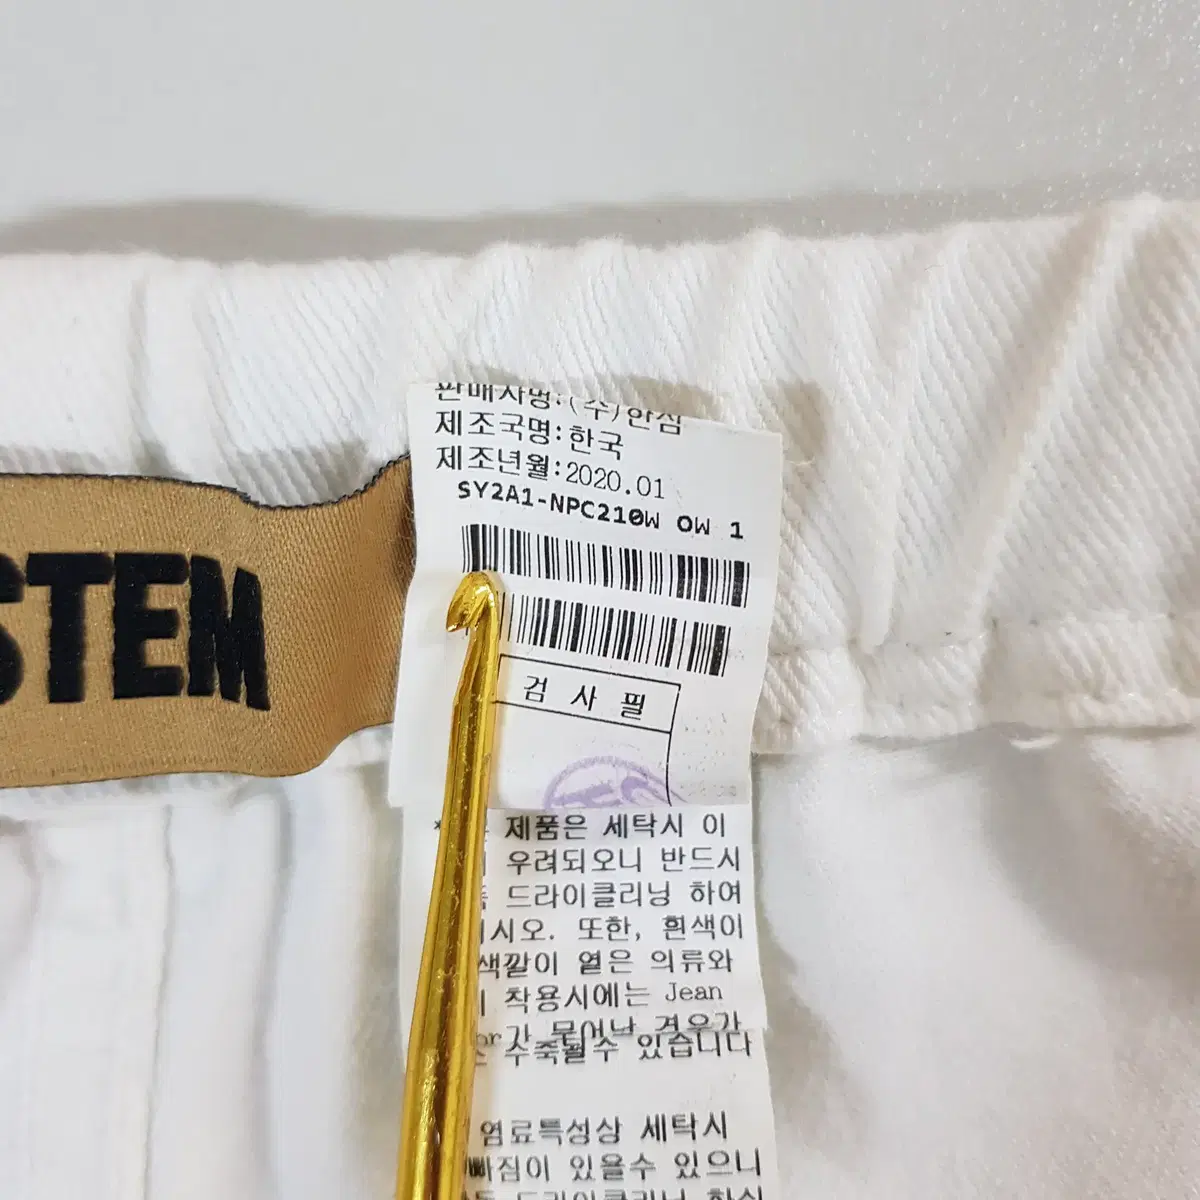 판매자명:(주)한섬
제조국명:한국
제조년월:2020.01
SY2A1-NPC210W OW 1
STEM
검 사 필
제품은 세탁시 이
우려되오니 반드시
드라이클리닝 하여
시오. 또한, 흰색이
색깔이 옅은 의류와
착용시에는 Jean
or가 묻어날 경우가
수축될수 있습니다
염료특성상 세탁시
빠짐이 있을수 있으니
드라이클리닝 하십